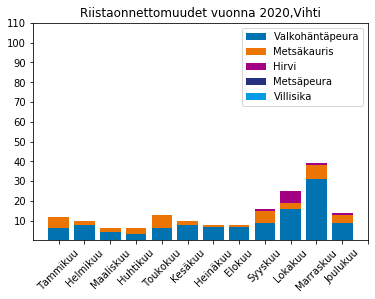 Riistaonnettomuudet vuonna 2020,Vihti
Valkohäntäpeura
Metsäkauris
Hirvi
Metsäpeura
Villisika
110
100
90
80
70
60
50
40
30
20
10
Tammikuu
Helmikuu
Maaliskuu
Huhtikuu
Toukokuu
Kesäkuu
Heinäkuu
Elokuu
Syyskuu
Lokakuu
Marraskuu
Joulukuu